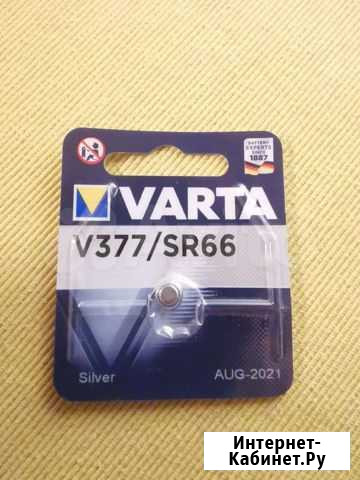 BATTERY
EXPERTS
SINCE
1887
VARTA
V377/SR66
Silver
AUG-2021
Интернет-
Кабинет.Ру